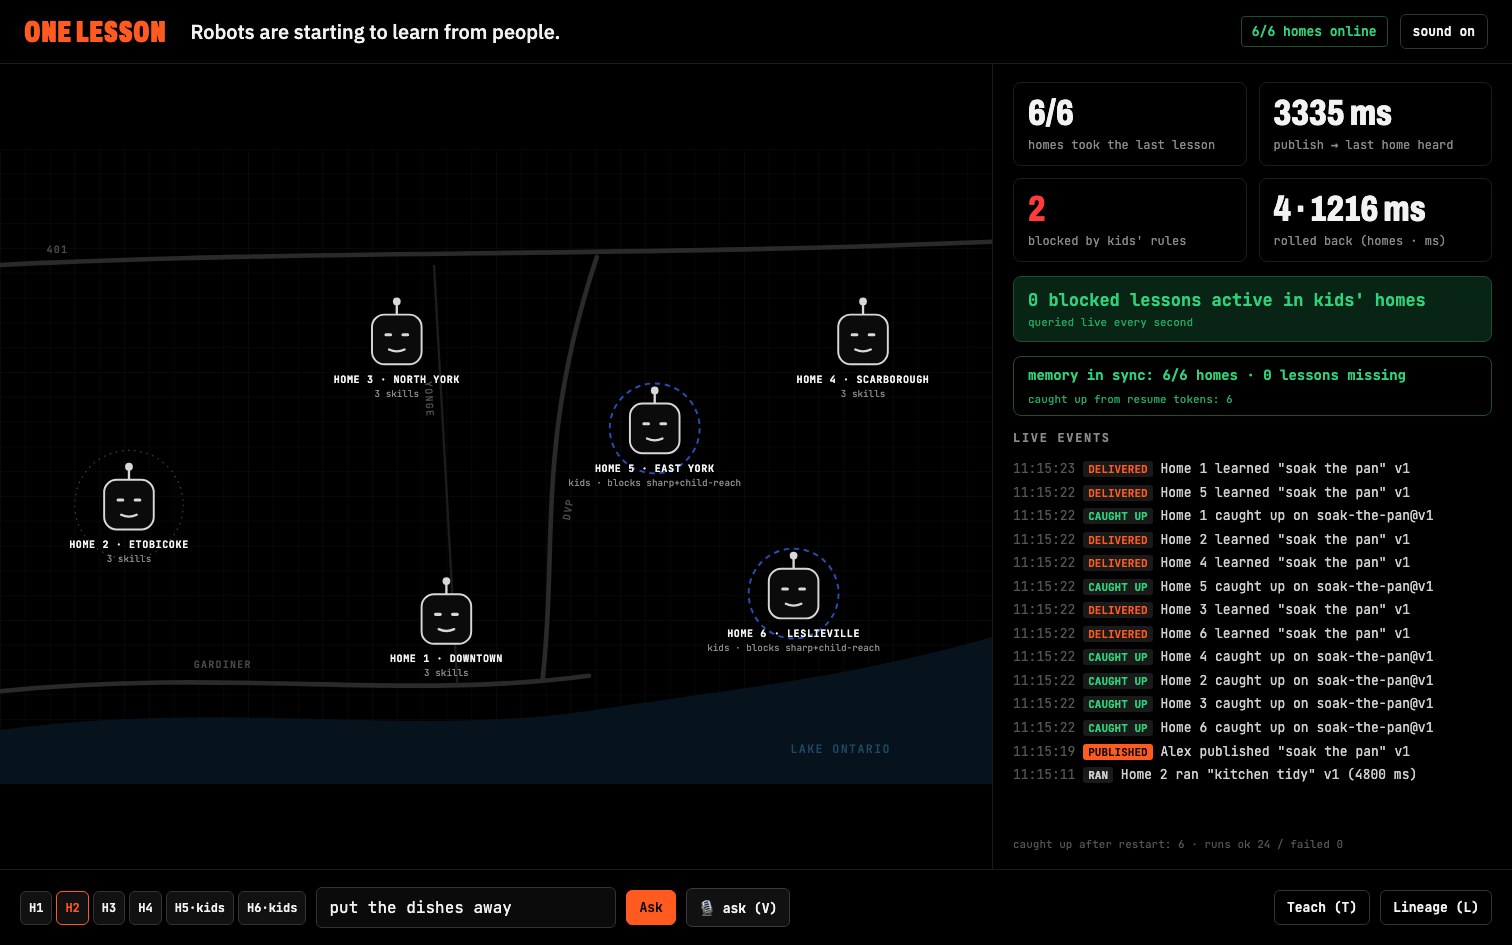 ONE LESSON
Robots are starting to learn from people.
6/6 homes online
sound on
401
YONGE
DVP
GARDINER
LAKE ONTARIO
HOME 3 · NORTH YORK
3 skills
HOME 4 · SCARBOROUGH
3 skills
HOME 5 · EAST YORK
kids · blocks sharp+child-reach
HOME 2 · ETOBICOKE
3 skills
HOME 6 · LESLIEVILLE
kids · blocks sharp+child-reach
HOME 1 · DOWNTOWN
3 skills
6/6
homes took the last lesson
3335 ms
publish → last home heard
2
blocked by kids' rules
4 · 1216 ms
rolled back (homes · ms)
0 blocked lessons active in kids' homes
queried live every second
memory in sync: 6/6 homes · 0 lessons missing
caught up from resume tokens: 6
LIVE EVENTS
11:15:23 DELIVERED Home 1 learned "soak the pan" v1
11:15:22 DELIVERED Home 5 learned "soak the pan" v1
11:15:22 CAUGHT UP Home 1 caught up on soak-the-pan@v1
11:15:22 DELIVERED Home 2 learned "soak the pan" v1
11:15:22 DELIVERED Home 4 learned "soak the pan" v1
11:15:22 CAUGHT UP Home 5 caught up on soak-the-pan@v1
11:15:22 DELIVERED Home 3 learned "soak the pan" v1
11:15:22 DELIVERED Home 6 learned "soak the pan" v1
11:15:22 CAUGHT UP Home 4 caught up on soak-the-pan@v1
11:15:22 CAUGHT UP Home 2 caught up on soak-the-pan@v1
11:15:22 CAUGHT UP Home 3 caught up on soak-the-pan@v1
11:15:22 CAUGHT UP Home 6 caught up on soak-the-pan@v1
11:15:19 PUBLISHED Alex published "soak the pan" v1
11:15:11 RAN Home 2 ran "kitchen tidy" v1 (4800 ms)
caught up after restart: 6 · runs ok 24 / failed 0
H1
H2
H3
H4
H5·kids
H6·kids
put the dishes away
Ask
ask (V)
Teach (T)
Lineage (L)